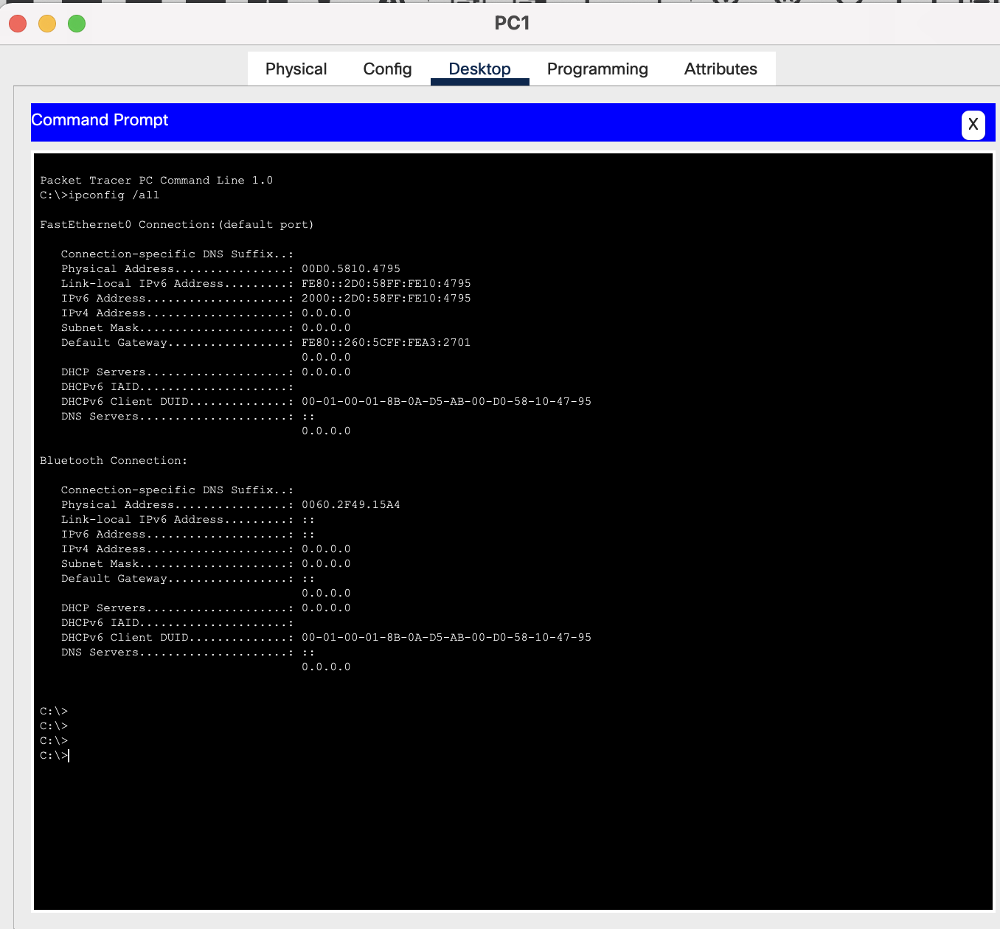 PC1
Physical Config Desktop Programming Attributes
Command Prompt
X
Packet Tracer PC Command Line 1.0
C:\>ipconfig /all
FastEthernet0 Connection:(default port)
Connection-specific DNS Suffix..:
Physical Address................: 00D0.5810.4795
Link-local IPv6 Address.........: FE80::2D0:58FF:FE10:4795
IPv6 Address....................: 2000::2D0:58FF:FE10:4795
IPv4 Address....................: 0.0.0.0
Subnet Mask.....................: 0.0.0.0
Default Gateway.................: FE80::260:5CFF:FEA3:2701
0.0.0.0
DHCP Servers....................: 0.0.0.0
DHCPv6 IAID.....................:
DHCPv6 Client DUID..............: 00-01-00-01-8B-0A-D5-AB-00-D0-58-10-47-95
DNS Servers.....................: ::
0.0.0.0
Bluetooth Connection:
Connection-specific DNS Suffix..:
Physical Address................: 0060.2F49.15A4
Link-local IPv6 Address.........: ::
IPv6 Address....................: ::
IPv4 Address....................: 0.0.0.0
Subnet Mask.....................: 0.0.0.0
Default Gateway.................: ::
0.0.0.0
DHCP Servers....................: 0.0.0.0
DHCPv6 IAID.....................:
DHCPv6 Client DUID..............: 00-01-00-01-8B-0A-D5-AB-00-D0-58-10-47-95
DNS Servers.....................: ::
0.0.0.0
C:\>
C:\>
C:\>
C:\>